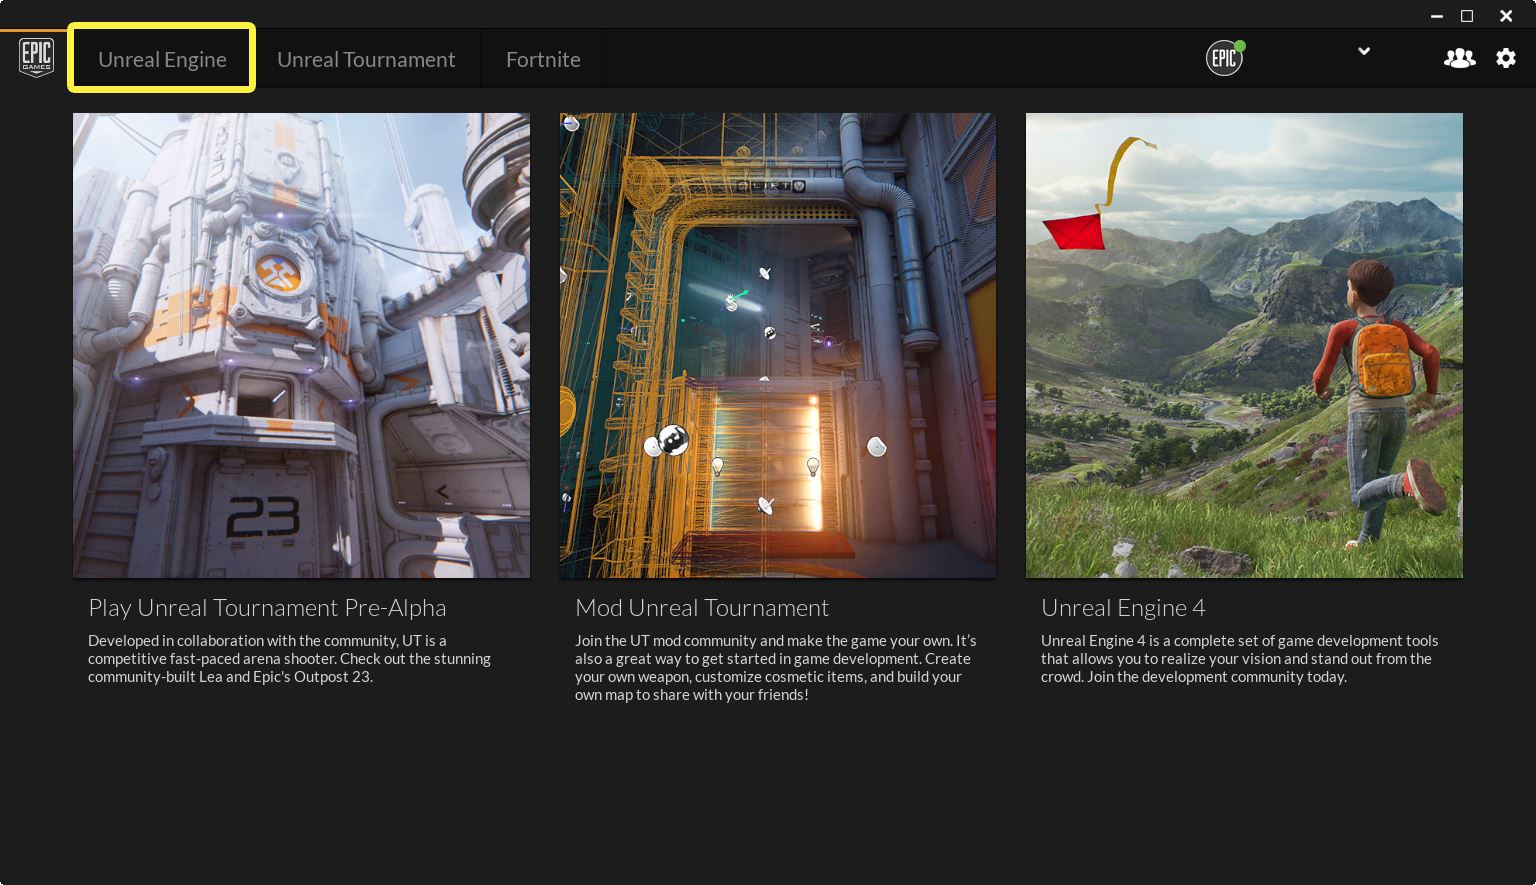 EPIC
GAMES
Unreal Engine
Unreal Tournament
Fortnite
EPIC
LIFT
23
Play Unreal Tournament Pre-Alpha
Developed in collaboration with the community, UT is a
competitive fast-paced arena shooter. Check out the stunning
community-built Lea and Epic's Outpost 23.
Mod Unreal Tournament
Join the UT mod community and make the game your own. It’s
also a great way to get started in game development. Create
your own weapon, customize cosmetic items, and build your
own map to share with your friends!
Unreal Engine 4
Unreal Engine 4 is a complete set of game development tools
that allows you to realize your vision and stand out from the
crowd. Join the development community today.